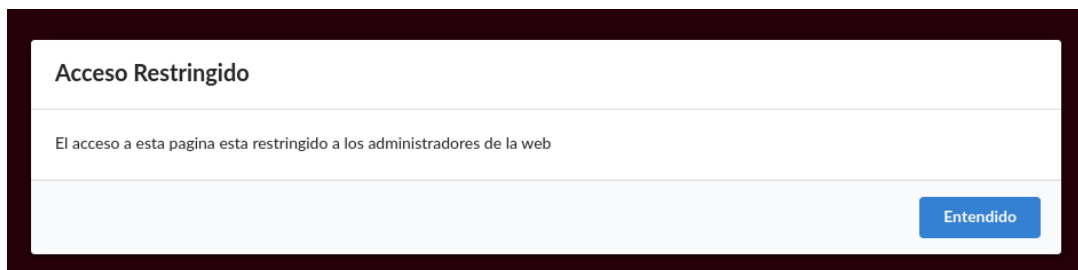 Acceso Restringido
El acceso a esta pagina esta restringido a los administradores de la web
Entendido